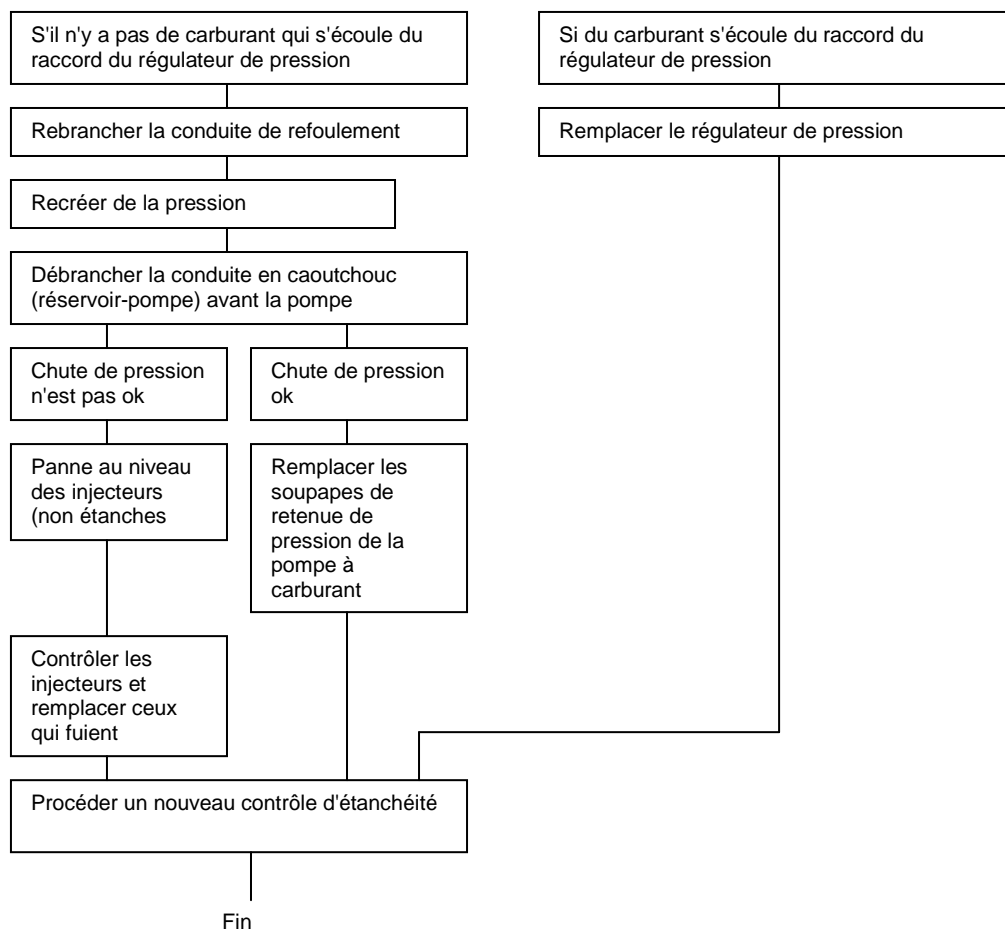 S'il n'y a pas de carburant qui s'écoule du
raccord du régulateur de pression
Si du carburant s'écoule du raccord du
régulateur de pression
Rebrancher la conduite de refoulement
Remplacer le régulateur de pression
Recréer de la pression
Débrancher la conduite en caoutchouc
(réservoir-pompe) avant la pompe
Chute de pression
n'est pas ok
Chute de pression
ok
Panne au niveau
des injecteurs
(non étanches
Remplacer les
soupapes de
retenue de
pression de la
pompe à
carburant
Contrôler les
injecteurs et
remplacer ceux
qui fuient
Procéder un nouveau contrôle d'étanchéité
Fin